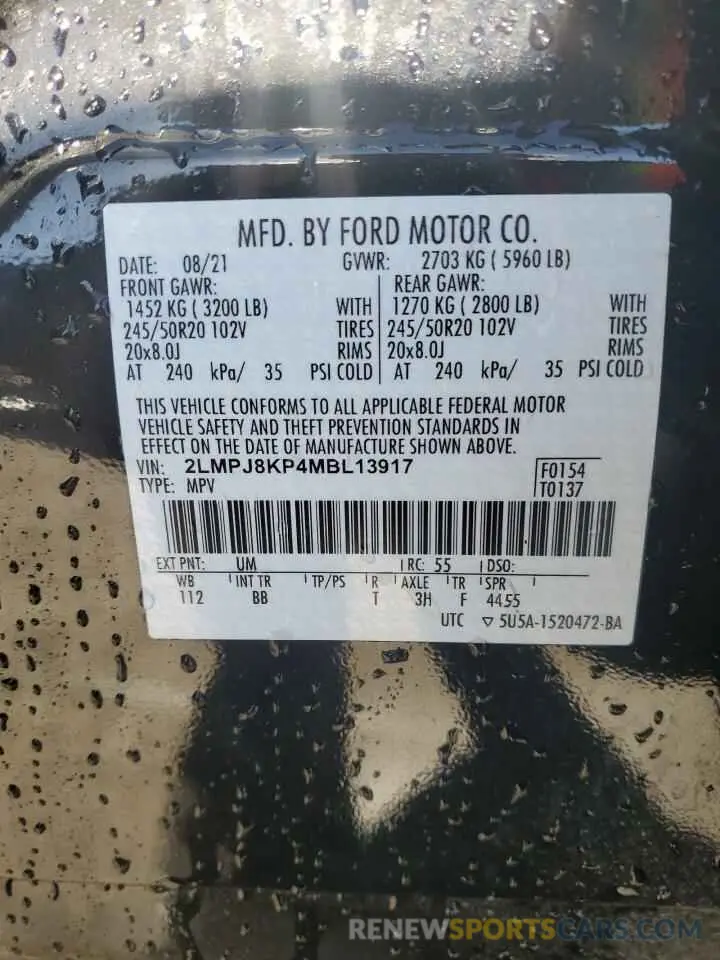 MFD. BY FORD MOTOR CO.
DATE: 08/21 GVWR: 2703 KG ( 5960 LB)
FRONT GAWR: REAR GAWR:
1452 KG ( 3200 LB) WITH 1270 KG ( 2800 LB) WITH
245/50R20 102V TIRES 245/50R20 102V TIRES
20x8.0J RIMS 20x8.0J RIMS
AT 240 kPa/ 35 PSI COLD AT 240 kPa/ 35 PSI COLD
THIS VEHICLE CONFORMS TO ALL APPLICABLE FEDERAL MOTOR
VEHICLE SAFETY AND THEFT PREVENTION STANDARDS IN
EFFECT ON THE DATE OF MANUFACTURE SHOWN ABOVE.
VIN: 2LMPJ8KP4MBL13917 F0154
TYPE: MPV T0137
EXT PNT: UM RC: 55 DSO:
WB INT TR TP/PS R AXLE TR SPR
112 BB T 3H F 4455
UTC ▽ 5U5A-1520472-BA
RENEWSPORTSCARS.COM